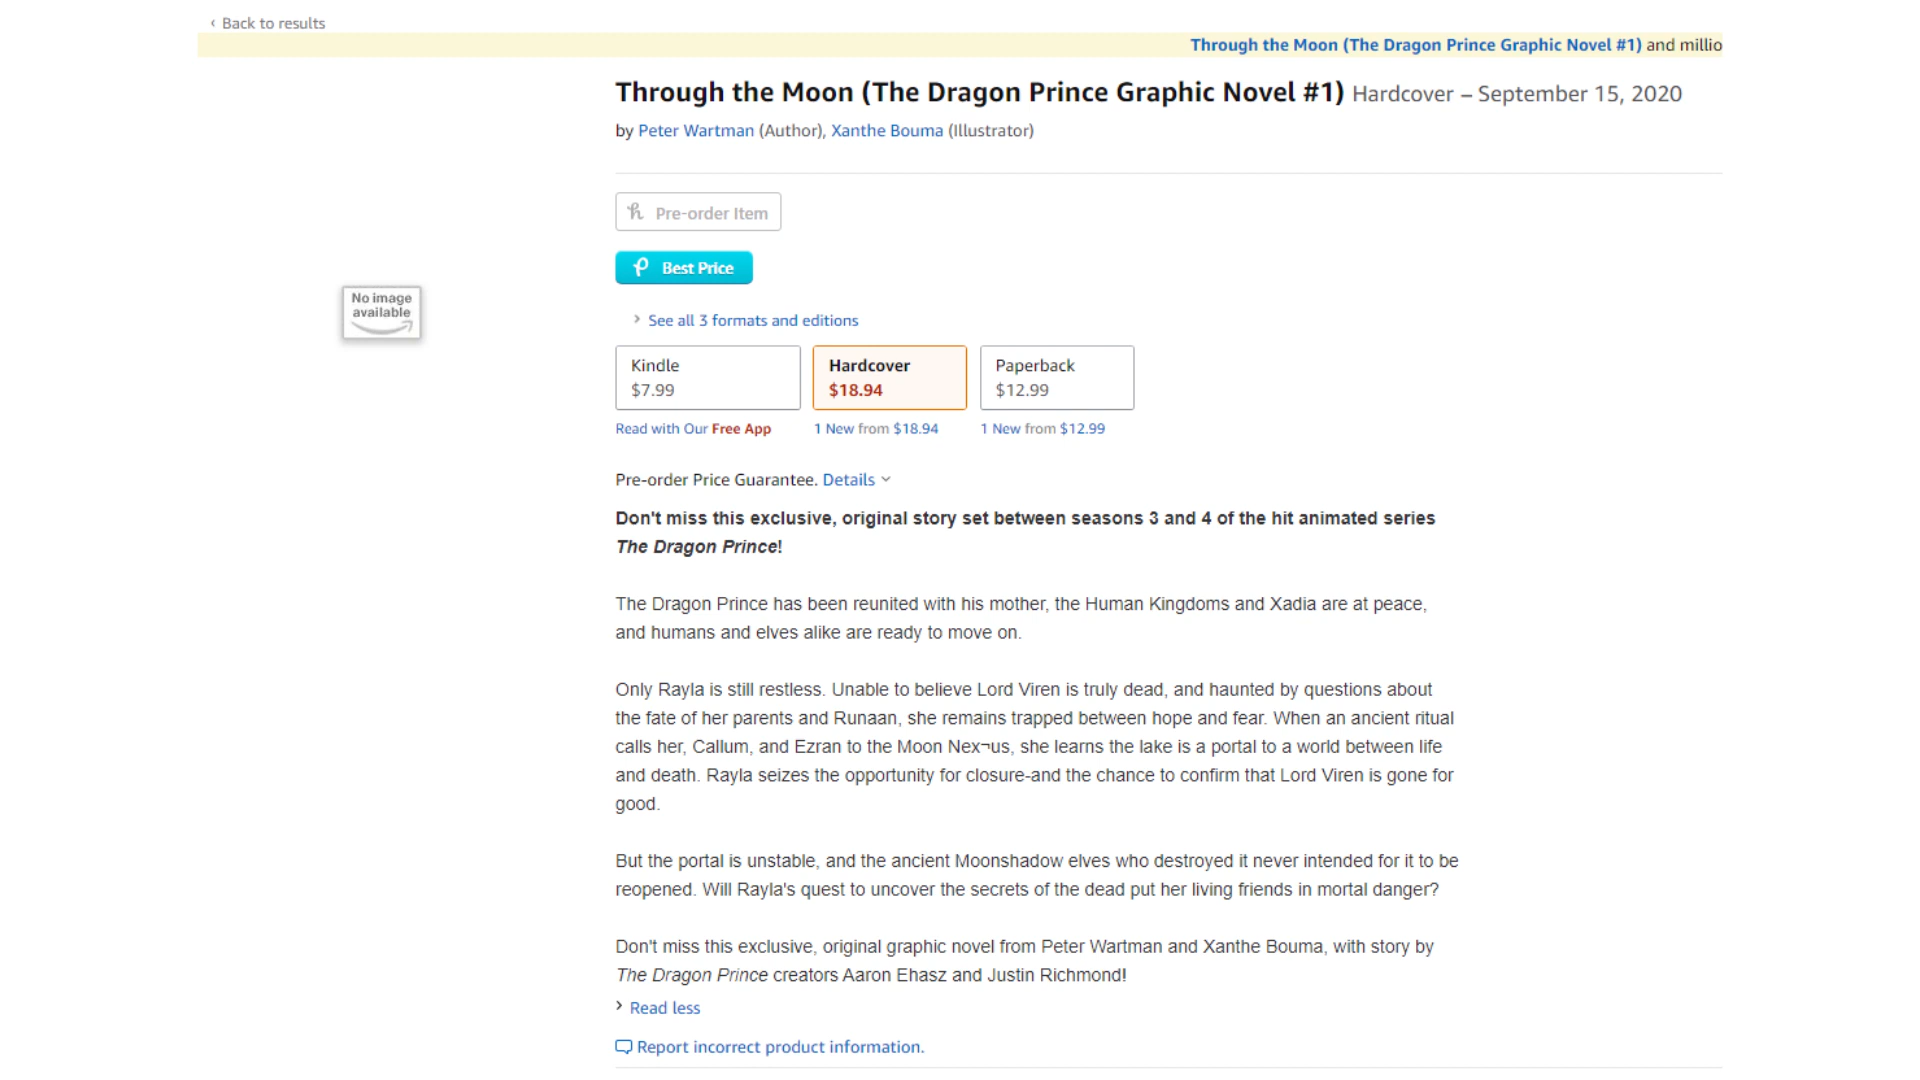 ‹ Back to results
Through the Moon (The Dragon Prince Graphic Novel #1) and millio
Through the Moon (The Dragon Prince Graphic Novel #1) Hardcover – September 15, 2020
by Peter Wartman (Author), Xanthe Bouma (Illustrator)
Pre-order Item
Best Price
No image
available
› See all 3 formats and editions
Kindle
$7.99
Hardcover
$18.94
Paperback
$12.99
Read with Our Free App
1 New from $18.94
1 New from $12.99
Pre-order Price Guarantee. Details
Don't miss this exclusive, original story set between seasons 3 and 4 of the hit animated series
The Dragon Prince!
The Dragon Prince has been reunited with his mother, the Human Kingdoms and Xadia are at peace,
and humans and elves alike are ready to move on.
Only Rayla is still restless. Unable to believe Lord Viren is truly dead, and haunted by questions about
the fate of her parents and Runaan, she remains trapped between hope and fear. When an ancient ritual
calls her, Callum, and Ezran to the Moon Nex¬us, she learns the lake is a portal to a world between life
and death. Rayla seizes the opportunity for closure-and the chance to confirm that Lord Viren is gone for
good.
But the portal is unstable, and the ancient Moonshadow elves who destroyed it never intended for it to be
reopened. Will Rayla's quest to uncover the secrets of the dead put her living friends in mortal danger?
Don't miss this exclusive, original graphic novel from Peter Wartman and Xanthe Bouma, with story by
The Dragon Prince creators Aaron Ehasz and Justin Richmond!
› Read less
Report incorrect product information.